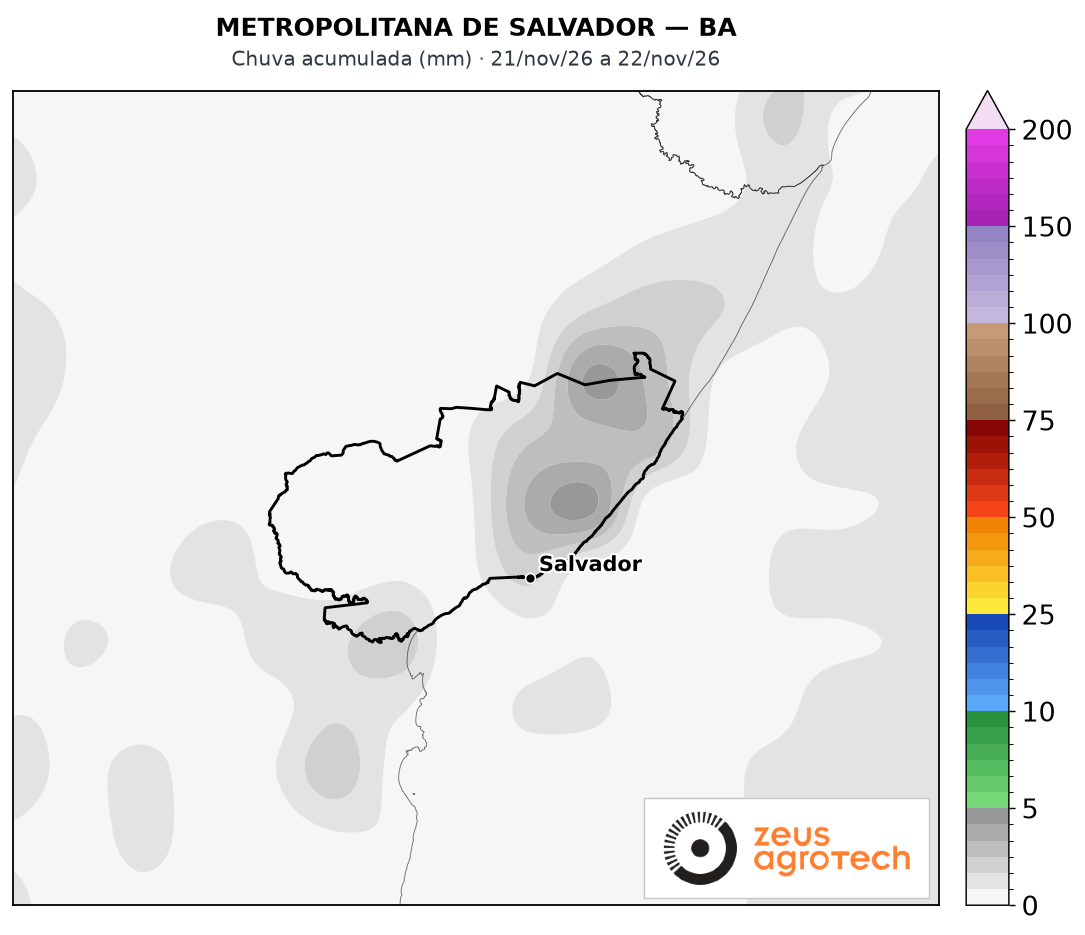 METROPOLITANA DE SALVADOR — BA
Chuva acumulada (mm) · 21/nov/26 a 22/nov/26
200
150
100
75
50
25
10
5
0
Salvador
zeus
agrotech